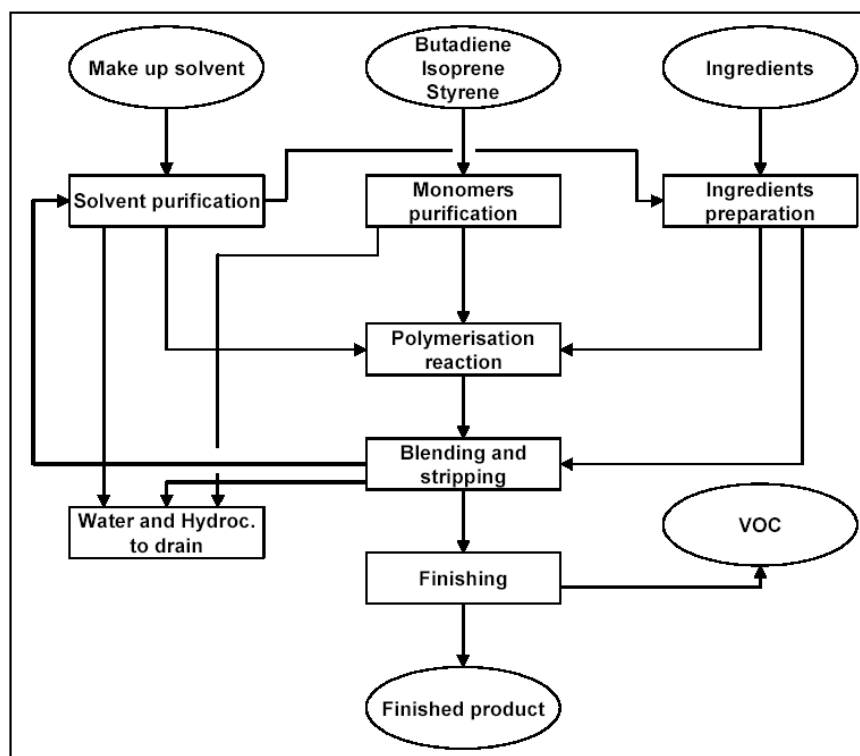 Make up solvent
Butadiene
Isoprene
Styrene
Ingredients
Solvent purification
Monomers
purification
Ingredients
preparation
Polymerisation
reaction
Blending and
stripping
Water and Hydroc.
to drain
VOC
Finishing
Finished product